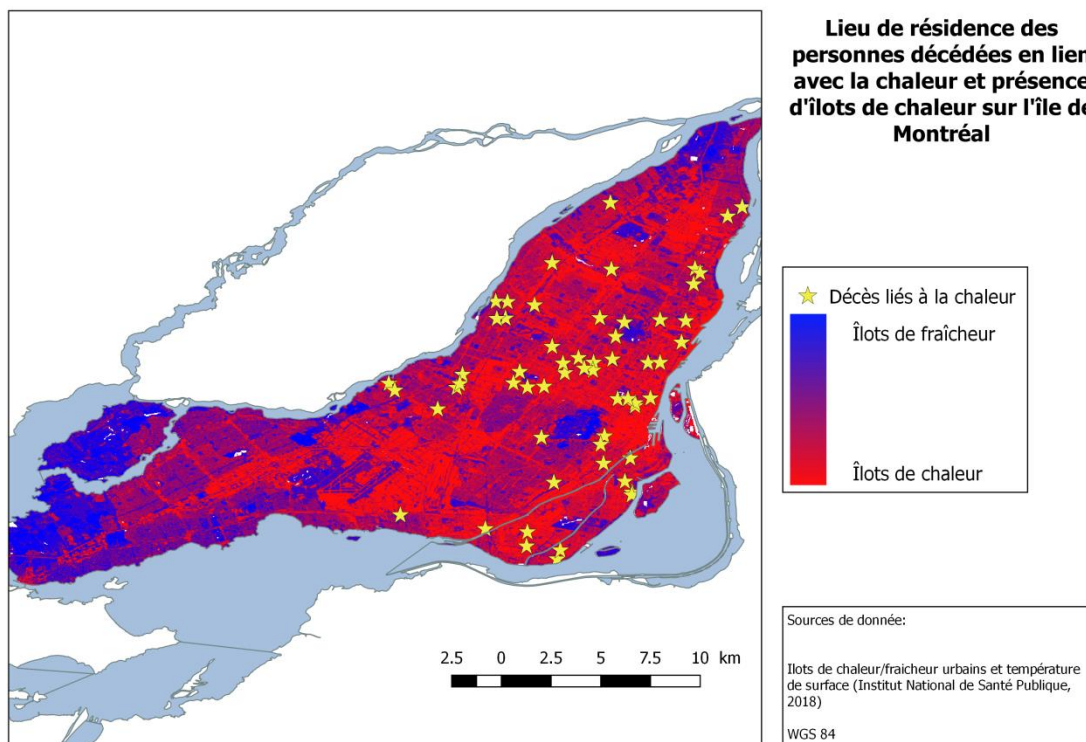 Lieu de résidence des
personnes décédées en lien
avec la chaleur et présence
d'îlots de chaleur sur l'île de
Montréal
Décès liés à la chaleur
Îlots de fraîcheur
Îlots de chaleur
2.5 0 2.5 5 7.5 10 km
Sources de donnée:
Ilots de chaleur/fraicheur urbains et température
de surface (Institut National de Santé Publique,
2018)
WGS 84